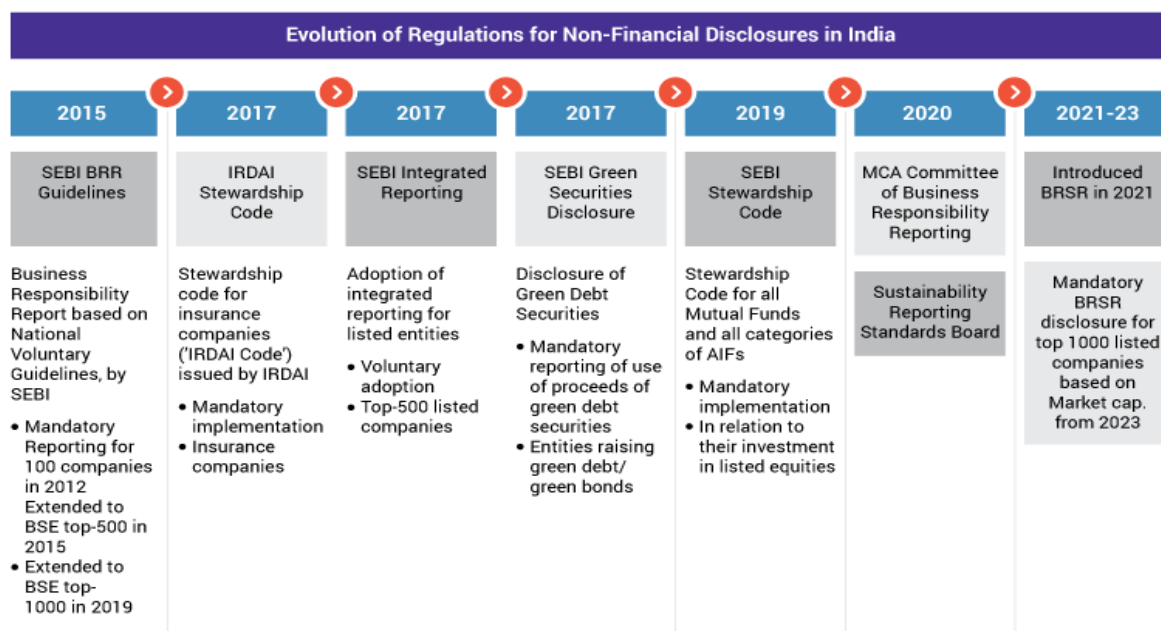 Evolution of Regulations for Non-Financial Disclosures in India
2015
SEBI BRR
Guidelines
Business
Responsibility
Report based on
National
Voluntary
Guidelines, by
SEBI
• Mandatory
Reporting for
100 companies
in 2012
Extended to
BSE top-500 in
2015
• Extended to
BSE top-
1000 in 2019
2017
IRDAI
Stewardship
Code
Stewardship
code for
insurance
companies
('IRDAI Code')
issued by IRDAI
• Mandatory
implementation
• Insurance
companies
2017
SEBI Integrated
Reporting
Adoption of
integrated
reporting for
listed entities
• Voluntary
adoption
• Top-500 listed
companies
2017
SEBI Green
Securities
Disclosure
Disclosure of
Green Debt
Securities
• Mandatory
reporting of use
of proceeds of
green debt
securities
• Entities raising
green debt/
green bonds
2019
SEBI
Stewardship
Code
Stewardship
Code for all
Mutual Funds
and all categories
of AIFs
• Mandatory
implementation
• In relation to
their investment
in listed equities
2020
MCA Committee
of Business
Responsibility
Reporting
Sustainability
Reporting
Standards Board
2021-23
Introduced
BRSR in 2021
Mandatory
BRSR
disclosure for
top 1000 listed
companies
based on
Market cap.
from 2023